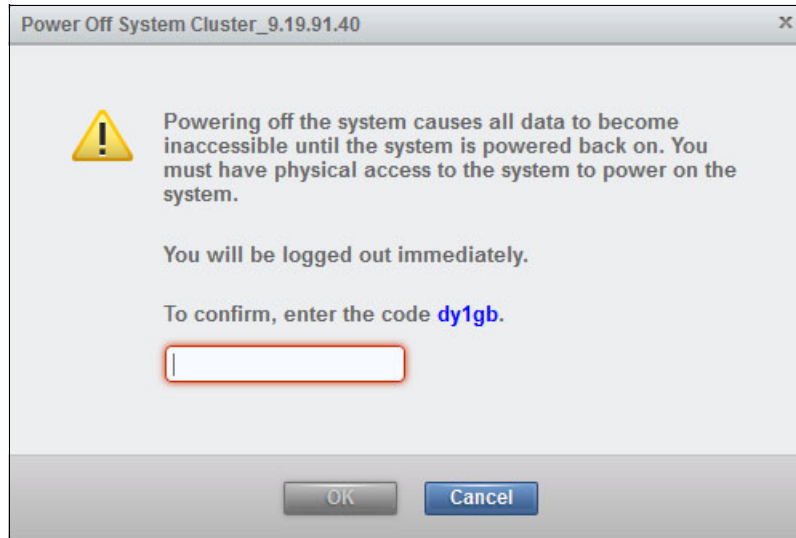 Power Off System Cluster_9.19.91.40 x
Powering off the system causes all data to become
inaccessible until the system is powered back on. You
must have physical access to the system to power on the
system.
You will be logged out immediately.
To confirm, enter the code dy1gb.
OK Cancel